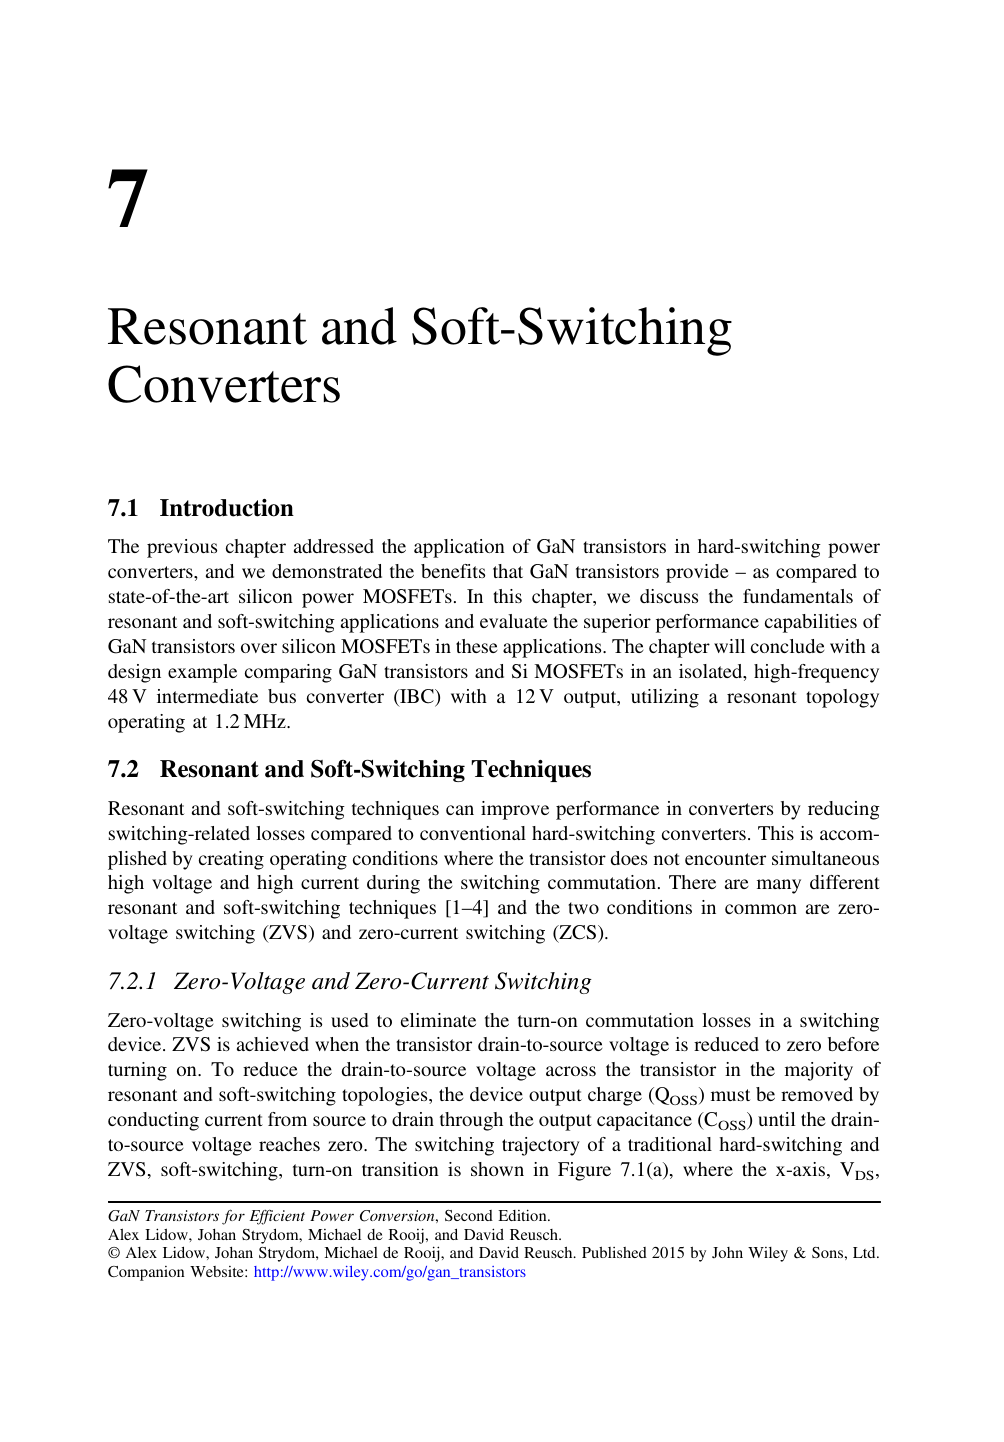 7
Resonant and Soft-Switching
Converters
7.1 Introduction
The previous chapter addressed the application of GaN transistors in hard-switching power
converters, and we demonstrated the benefits that GaN transistors provide – as compared to
state-of-the-art silicon power MOSFETs. In this chapter, we discuss the fundamentals of
resonant and soft-switching applications and evaluate the superior performance capabilities of
GaN transistors over silicon MOSFETs in these applications. The chapter will conclude with a
design example comparing GaN transistors and Si MOSFETs in an isolated, high-frequency
48 V intermediate bus converter (IBC) with a 12 V output, utilizing a resonant topology
operating at 1.2 MHz.
7.2 Resonant and Soft-Switching Techniques
Resonant and soft-switching techniques can improve performance in converters by reducing
switching-related losses compared to conventional hard-switching converters. This is accom-
plished by creating operating conditions where the transistor does not encounter simultaneous
high voltage and high current during the switching commutation. There are many different
resonant and soft-switching techniques [1–4] and the two conditions in common are zero-
voltage switching (ZVS) and zero-current switching (ZCS).
7.2.1 Zero-Voltage and Zero-Current Switching
Zero-voltage switching is used to eliminate the turn-on commutation losses in a switching
device. ZVS is achieved when the transistor drain-to-source voltage is reduced to zero before
turning on. To reduce the drain-to-source voltage across the transistor in the majority of
resonant and soft-switching topologies, the device output charge (QOSS) must be removed by
conducting current from source to drain through the output capacitance (COSS) until the drain-
to-source voltage reaches zero. The switching trajectory of a traditional hard-switching and
ZVS, soft-switching, turn-on transition is shown in Figure 7.1(a), where the x-axis, VDS,
GaN Transistors for Efficient Power Conversion, Second Edition.
Alex Lidow, Johan Strydom, Michael de Rooij, and David Reusch.
© Alex Lidow, Johan Strydom, Michael de Rooij, and David Reusch. Published 2015 by John Wiley & Sons, Ltd.
Companion Website: http://www.wiley.com/go/gan_transistors